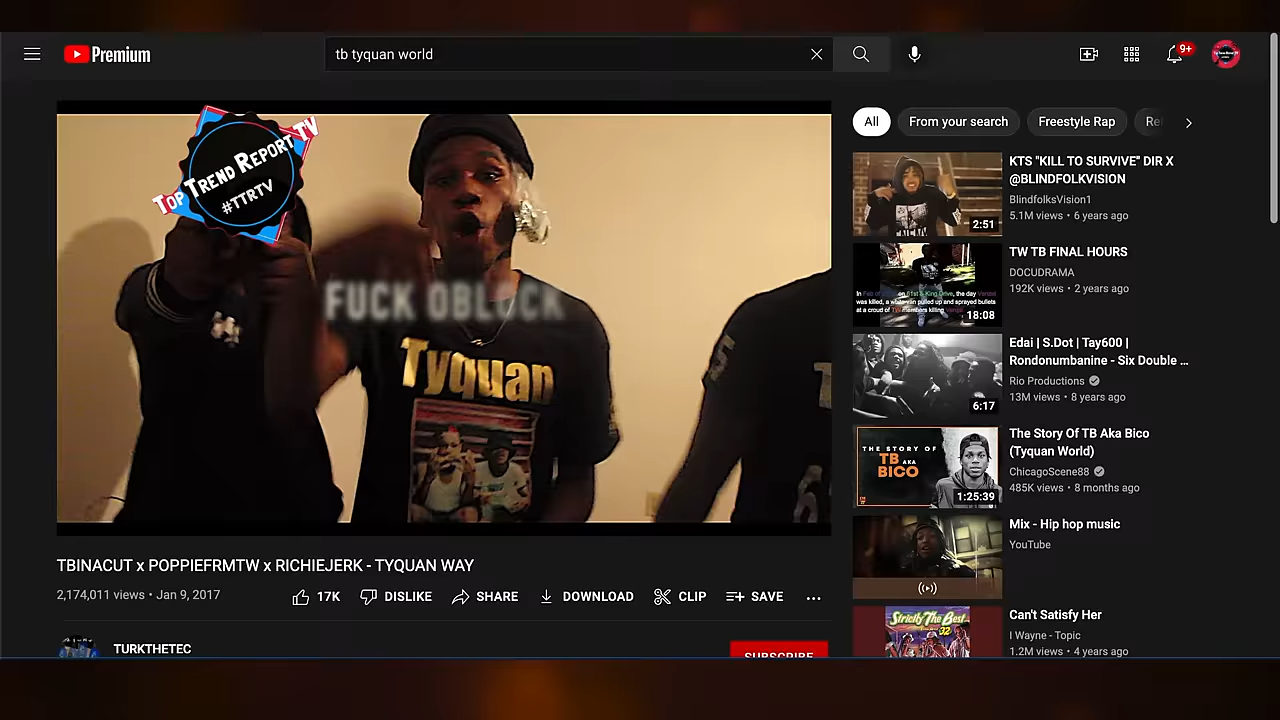 Premium
tb tyquan world
9+
TOP TREND REPORT TV
#TTRTV
FUCK OBLOCK
Tyquan
TBINACUT x POPPIEFRMTW x RICHIEJERK - TYQUAN WAY
2,174,011 views • Jan 9, 2017
17K
DISLIKE
SHARE
DOWNLOAD
CLIP
SAVE
TURKTHETEC
SUBSCRIBE
All
From your search
Freestyle Rap
2:51
KTS "KILL TO SURVIVE" DIR X
@BLINDFOLKVISION
BlindfolksVision1
5.1M views • 6 years ago
18:08
TW TB FINAL HOURS
DOCUDRAMA
192K views • 2 years ago
6:17
Edai | S.Dot | Tay600 |
Rondonumbanine - Six Double ...
Rio Productions
13M views • 8 years ago
THE STORY OF
TB AKA
BICO
1:25:39
The Story Of TB Aka Bico
(Tyquan World)
ChicagoScene88
485K views • 8 months ago
Mix - Hip hop music
YouTube
Strictly The Best
32
Can't Satisfy Her
I Wayne - Topic
1.2M views • 4 years ago